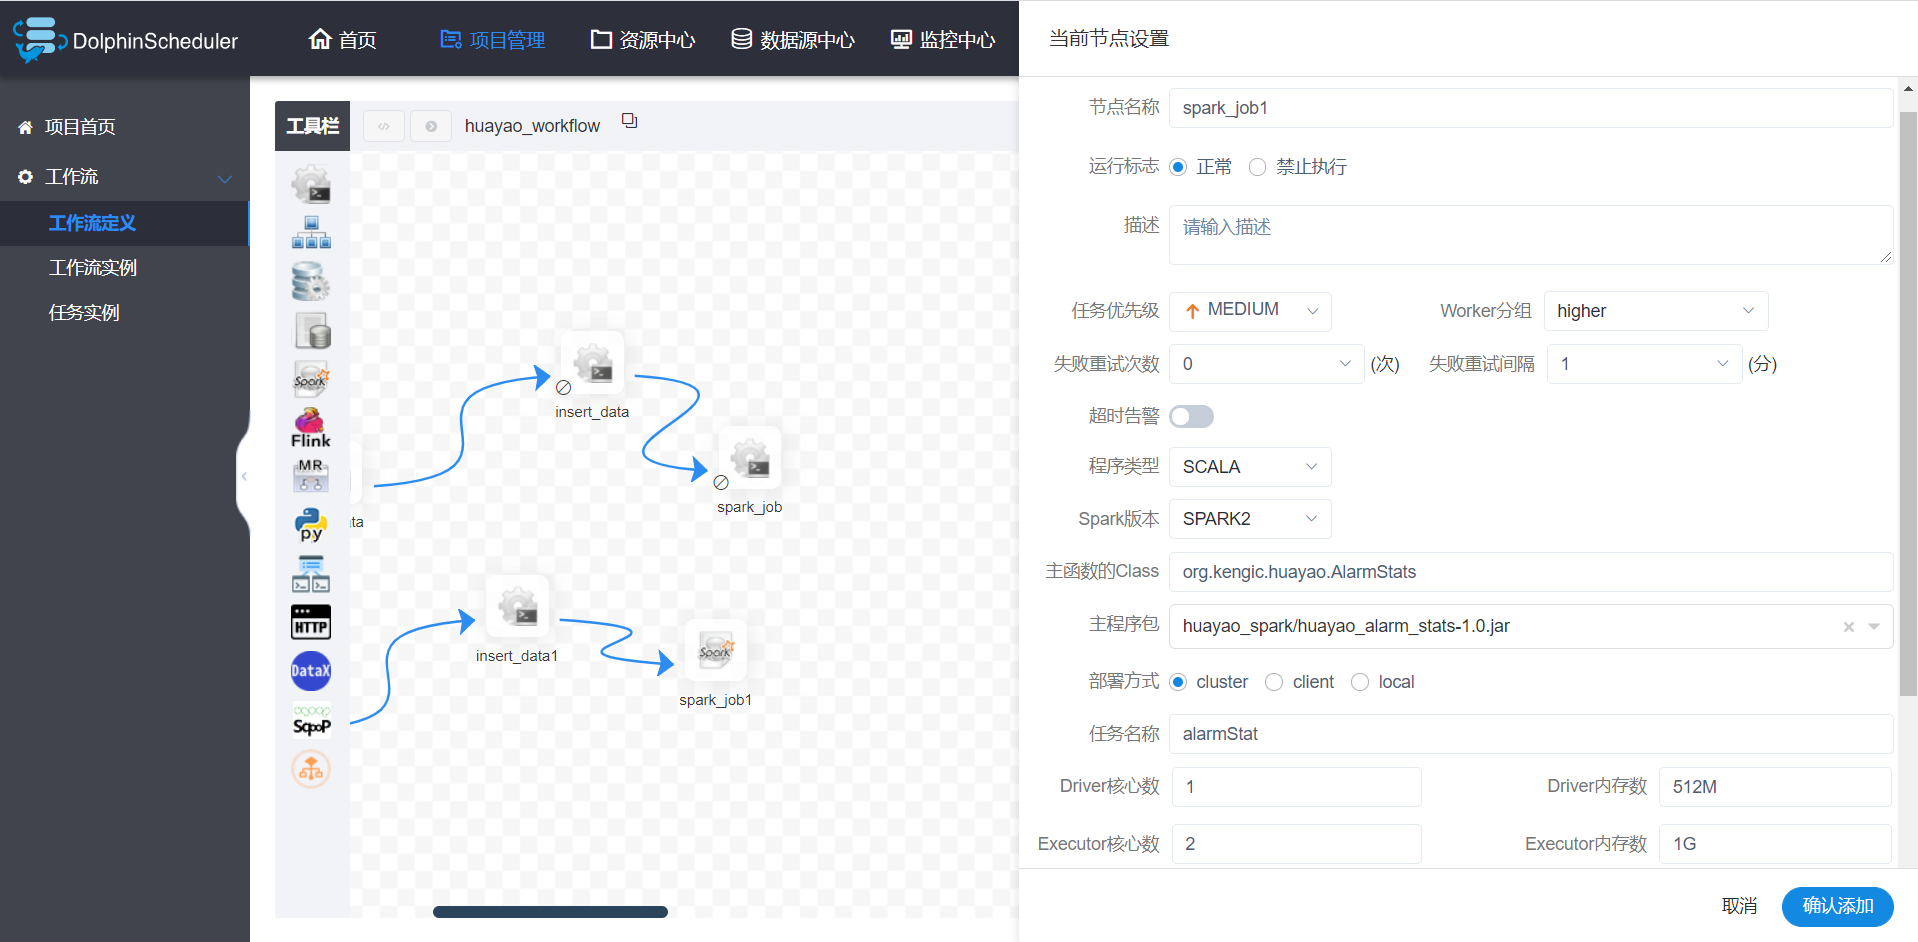 DolphinScheduler
首页
项目管理
资源中心
数据源中心
监控中心
项目首页
工作流
工作流定义
工作流实例
任务实例
工具栏
huayao_workflow
Spark
Flink
MR
py
HTTP
DataX
SqooP
insert_data
spark_job
ta
insert_data1
Spark
spark_job1
当前节点设置
节点名称 spark_job1
运行标志 正常 禁止执行
描述 请输入描述
任务优先级 MEDIUM Worker分组 higher
失败重试次数 0 (次) 失败重试间隔 1 (分)
超时告警
程序类型 SCALA
Spark版本 SPARK2
主函数的Class org.kengic.huayao.AlarmStats
主程序包 huayao_spark/huayao_alarm_stats-1.0.jar
部署方式 cluster client local
任务名称 alarmStat
Driver核心数 1 Driver内存数 512M
Executor核心数 2 Executor内存数 1G
取消 确认添加